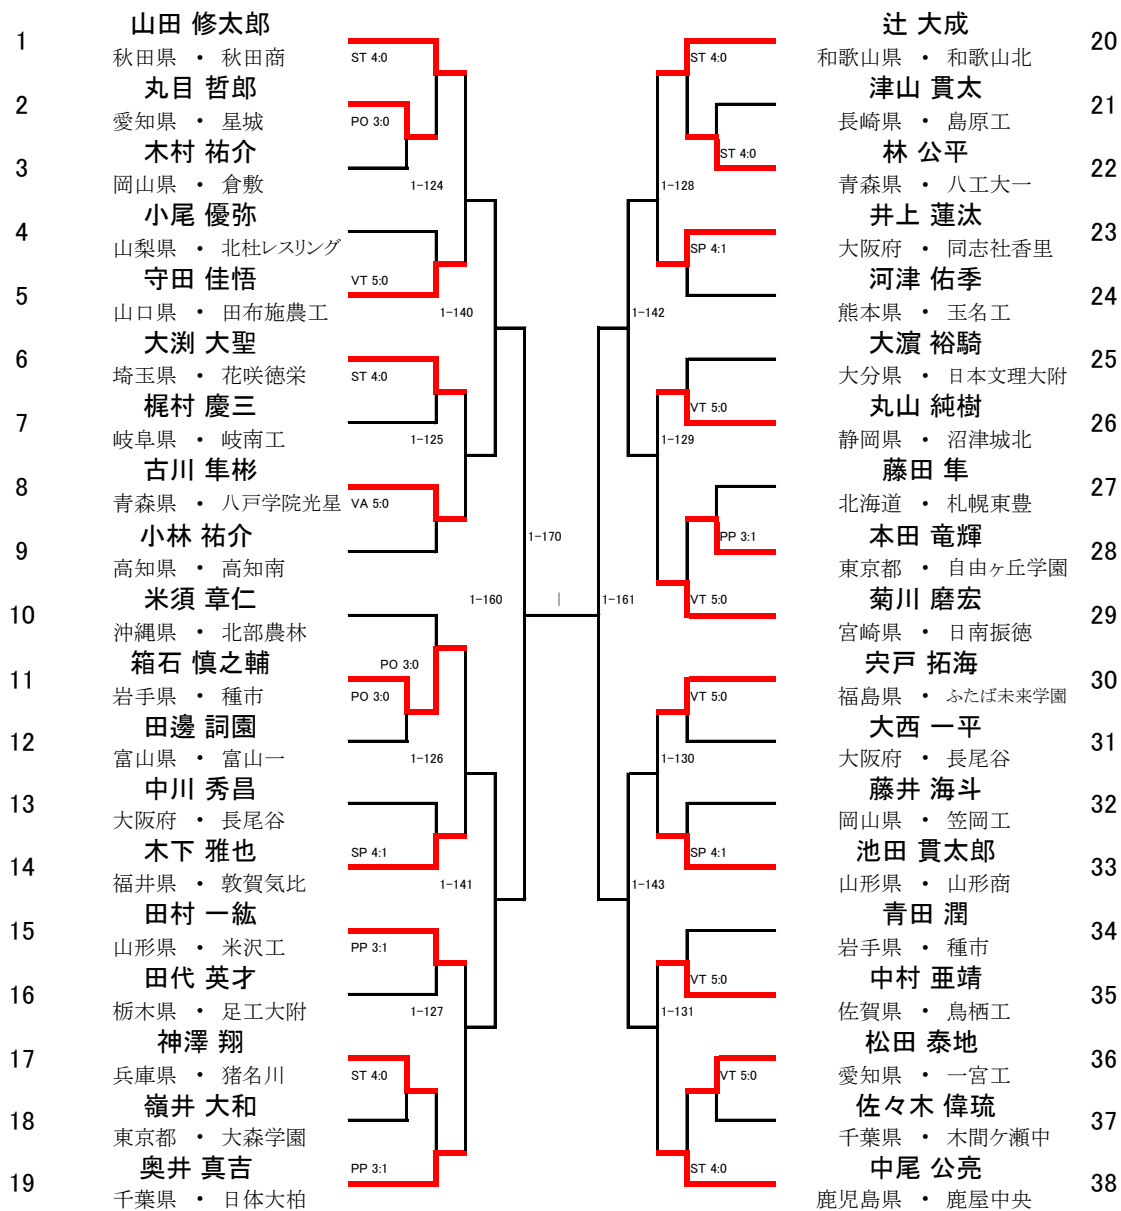 1
山田 修太郎
秋田県 ・ 秋田商
2
丸目 哲郎
愛知県 ・ 星城
3
木村 祐介
岡山県 ・ 倉敷
4
小尾 優弥
山梨県 ・ 北杜レスリング
5
守田 佳悟
山口県 ・ 田布施農工
6
大渕 大聖
埼玉県 ・ 花咲徳栄
7
梶村 慶三
岐阜県 ・ 岐南工
8
古川 隼彬
青森県 ・ 八戸学院光星
9
小林 祐介
高知県 ・ 高知南
10
米須 章仁
沖縄県 ・ 北部農林
11
箱石 慎之輔
岩手県 ・ 種市
12
田邊 詞園
富山県 ・ 富山一
13
中川 秀昌
大阪府 ・ 長尾谷
14
木下 雅也
福井県 ・ 敦賀気比
15
田村 一紘
山形県 ・ 米沢工
16
田代 英才
栃木県 ・ 足工大附
17
神澤 翔
兵庫県 ・ 猪名川
18
嶺井 大和
東京都 ・ 大森学園
19
奥井 真吉
千葉県 ・ 日体大柏
ST 4:0
PO 3:0
1-124
VT 5:0
1-140
ST 4:0
1-125
VA 5:0
1-170
1-160
PO 3:0
PO 3:0
1-126
SP 4:1
1-141
PP 3:1
1-127
ST 4:0
PP 3:1
|
ST 4:0
ST 4:0
1-128
SP 4:1
1-142
VT 5:0
1-129
PP 3:1
VT 5:0
1-161
VT 5:0
1-130
SP 4:1
1-143
VT 5:0
1-131
VT 5:0
ST 4:0
辻 大成
和歌山県 ・ 和歌山北
20
津山 貫太
長崎県 ・ 島原工
21
林 公平
青森県 ・ 八工大一
22
井上 蓮汰
大阪府 ・ 同志社香里
23
河津 佑季
熊本県 ・ 玉名工
24
大濵 裕騎
大分県 ・ 日本文理大附
25
丸山 純樹
静岡県 ・ 沼津城北
26
藤田 隼
北海道 ・ 札幌東豊
27
本田 竜輝
東京都 ・ 自由ヶ丘学園
28
菊川 磨宏
宮崎県 ・ 日南振徳
29
宍戸 拓海
福島県 ・ ふたば未来学園
30
大西 一平
大阪府 ・ 長尾谷
31
藤井 海斗
岡山県 ・ 笠岡工
32
池田 貫太郎
山形県 ・ 山形商
33
青田 潤
岩手県 ・ 種市
34
中村 亜靖
佐賀県 ・ 鳥栖工
35
松田 泰地
愛知県 ・ 一宮工
36
佐々木 偉琉
千葉県 ・ 木間ケ瀬中
37
中尾 公亮
鹿児島県 ・ 鹿屋中央
38